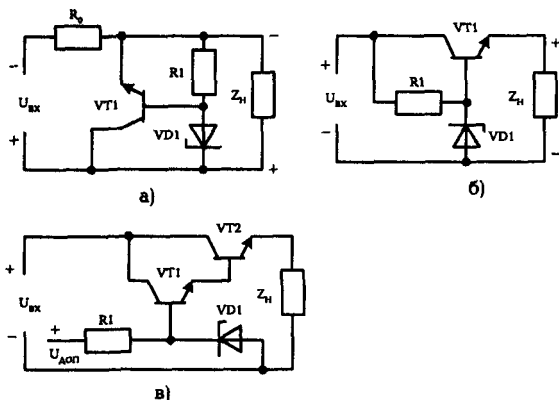 R₀
−
−
R1
−
U_ВХ
VT1
Z_Н
VD1
+
+
а)
VT1
+
+
R1
U_ВХ
Z_Н
−
VD1
−
б)
VT2
+
VT1
U_ВХ
VD1
Z_Н
−
+
R1
U_ДОП
в)